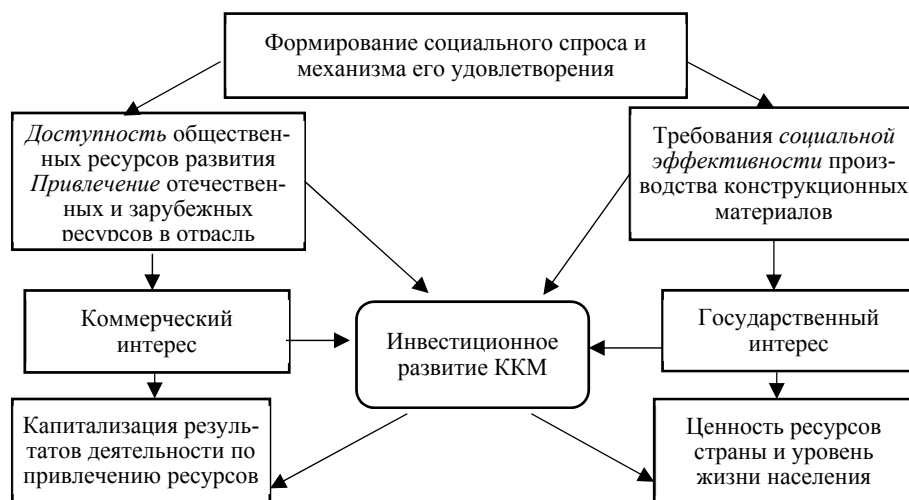 Формирование социального спроса и
механизма его удовлетворения
Доступность обществен-
ных ресурсов развития
Привлечение отечествен-
ных и зарубежных
ресурсов в отрасль
Требования социальной
эффективности произ-
водства конструкционных
материалов
Коммерческий
интерес
Инвестиционное
развитие ККМ
Государственный
интерес
Капитализация резуль-
татов деятельности по
привлечению ресурсов
Ценность ресурсов
страны и уровень
жизни населения